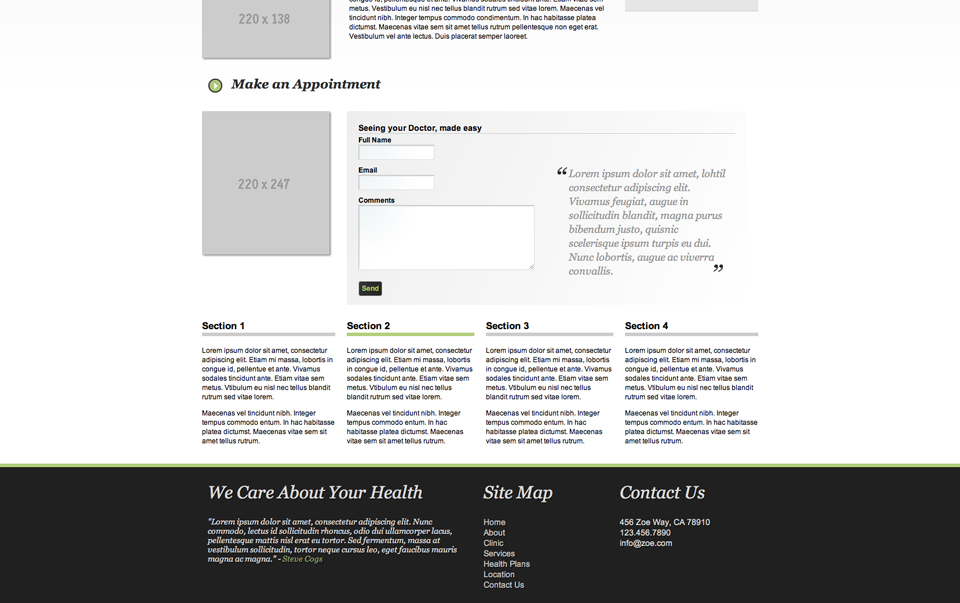 220 x 138
tincidunt nibh. Integer tempus commodo condimentum. In hac habitasse platea
dictumst. Maecenas vitae sem sit amet tellus rutrum pellentesque non eget erat.
Vestibulum vel ante lectus. Duis placerat semper laoreet.
Make an Appointment
220 x 247
Seeing your Doctor, made easy
Full Name
Email
Comments
Send
“ Lorem ipsum dolor sit amet, lohtil
consectetur adipiscing elit.
Vivamus feugiat, augue in
sollicitudin blandit, magna purus
bibendum justo, quisnic
scelerisque ipsum turpis eu dui.
Nunc lobortis, augue ac viverra
convallis. ”
Section 1
Lorem ipsum dolor sit amet, consectetur
adipiscing elit. Etiam mi massa, lobortis in
congue id, pellentue et ante. Vivamus
sodales tincidunt ante. Etiam vitae sem
metus. Vtibulum eu nisl nec tellus blandit
rutrum sed vitae lorem.
Maecenas vel tincidunt nibh. Integer
tempus commodo entum. In hac habitasse
platea dictumst. Maecenas vitae sem sit
amet tellus rutrum.
Section 2
Lorem ipsum dolor sit amet, consectetur
adipiscing elit. Etiam mi massa, lobortis in
congue id, pellentue et ante. Vivamus
sodales tincidunt ante. Etiam vitae sem
metus. Vtibulum eu nisl nec tellus blandit
rutrum sed vitae lorem.
Maecenas vel tincidunt nibh. Integer
tempus commodo entum. In hac
habitasse platea dictumst. Maecenas
vitae sem sit amet tellus rutrum.
Section 3
Lorem ipsum dolor sit amet, consectetur
adipiscing elit. Etiam mi massa, lobortis in
congue id, pellentue et ante. Vivamus
sodales tincidunt ante. Etiam vitae sem
metus. Vtibulum eu nisl nec tellus blandit
rutrum sed vitae lorem.
Maecenas vel tincidunt nibh. Integer
tempus commodo entum. In hac
habitasse platea dictumst. Maecenas
vitae sem sit amet tellus rutrum.
Section 4
Lorem ipsum dolor sit amet, consectetur
adipiscing elit. Etiam mi massa, lobortis in
congue id, pellentue et ante. Vivamus
sodales tincidunt ante. Etiam vitae sem
metus. Vtibulum eu nisl nec tellus blandit
rutrum sed vitae lorem.
Maecenas vel tincidunt nibh. Integer
tempus commodo entum. In hac habitasse
platea dictumst. Maecenas vitae sem sit
amet tellus rutrum.
We Care About Your Health
"Lorem ipsum dolor sit amet, consectetur adipiscing elit. Nunc
commodo, lectus id sollicitudin rhoncus, odio dui ullamcorper lacus,
pellentesque mattis nisl erat eu tortor. Sed fermentum, massa at
vestibulum sollicitudin, tortor neque cursus leo, eget faucibus mauris
magna ac magna." - Steve Cogs
Site Map
Home
About
Clinic
Services
Health Plans
Location
Contact Us
Contact Us
456 Zoe Way, CA 78910
123.456.7890
info@zoe.com